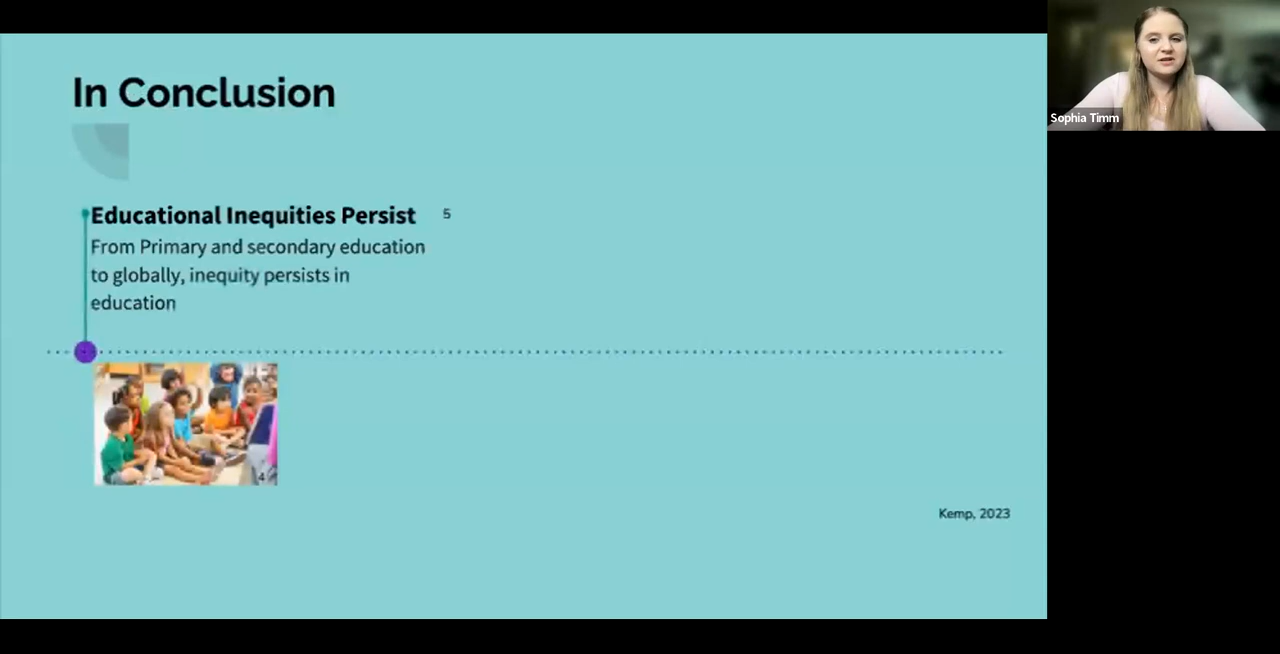 In Conclusion
Educational Inequities Persist 5
From Primary and secondary education
to globally, inequity persists in
education
4
Kemp, 2023
Sophia Timm